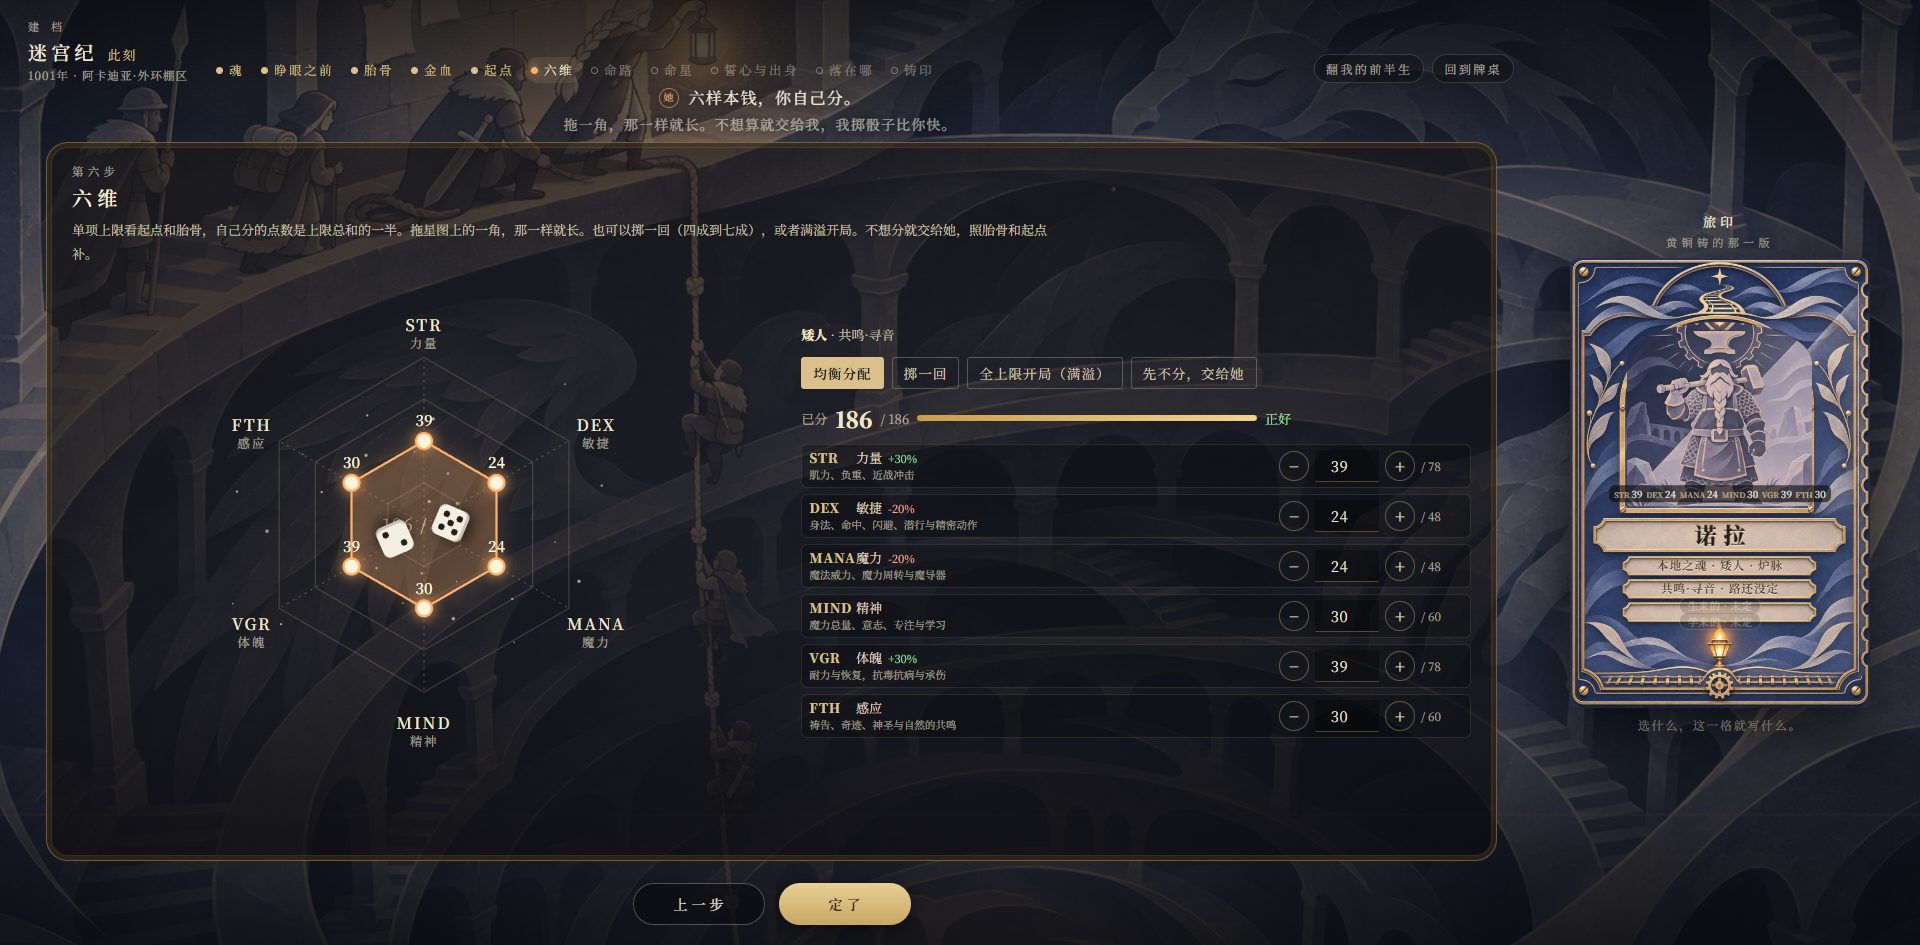 建档
迷宫纪 此刻
1001年 · 阿卡迪亚·外环棚区
魂 睁眼之前 胎骨 金血 起点 六维 命路 命星 誓心与出身 落在哪 铸印
翻我的前半生 回到牌桌
她 六样本钱，你自己分。
拖一角，那一样就长。不想算就交给我，我掷骰子比你快。
第六步
六维
单项上限看起点和胎骨，自己分的点数是上限总和的一半。拖星图上的一角，那一样就长。也可以掷一回（四成到七成），或者满溢开局。不想分就交给她，照胎骨和起点
补。
STR
力量
39
FTH
感应
30
DEX
敏捷
24
VGR
体魄
39
MANA
魔力
24
30
MIND
精神
矮人 · 共鸣·寻音
均衡分配 掷一回 全上限开局（满溢） 先不分，交给她
已分 186 / 186 正好
STR 力量 +30%
肌力、负重、近战冲击
− 39 + / 78
DEX 敏捷 -20%
身法、命中、闪避、潜行与精密动作
− 24 + / 48
MANA 魔力 -20%
魔法威力、魔力周转与魔导器
− 24 + / 48
MIND 精神
魔力总量、意志、专注与学习
− 30 + / 60
VGR 体魄 +30%
耐力与恢复，抗毒抗病与承伤
− 39 + / 78
FTH 感应
祷告、奇迹、神圣与自然的共鸣
− 30 + / 60
上一步 定了
旅印
黄铜铸的那一版
STR 39 DEX 24 MANA 24 MIND 30 VGR 39 FTH 30
诺拉
本地之魂 · 矮人 · 炉脉
共鸣·寻音 · 路还没定
生来的 · 未定
学来的 · 未定
选什么，这一格就写什么。